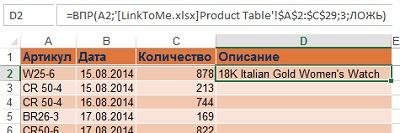 D2 =ВПР(A2;'[LinkToMe.xlsx]Product Table'!$A$2:$C$29;3;ЛОЖЬ)
A B C D
1 Артикул Дата Количество Описание
2 W25-6 15.08.2014 878 18K Italian Gold Women's Watch
3 CR 50-4 15.08.2014 213
4 CR 50-4 16.08.2014 744
5 BR26-3 17.08.2014 169
6 CR50-6 17.08.2014 822